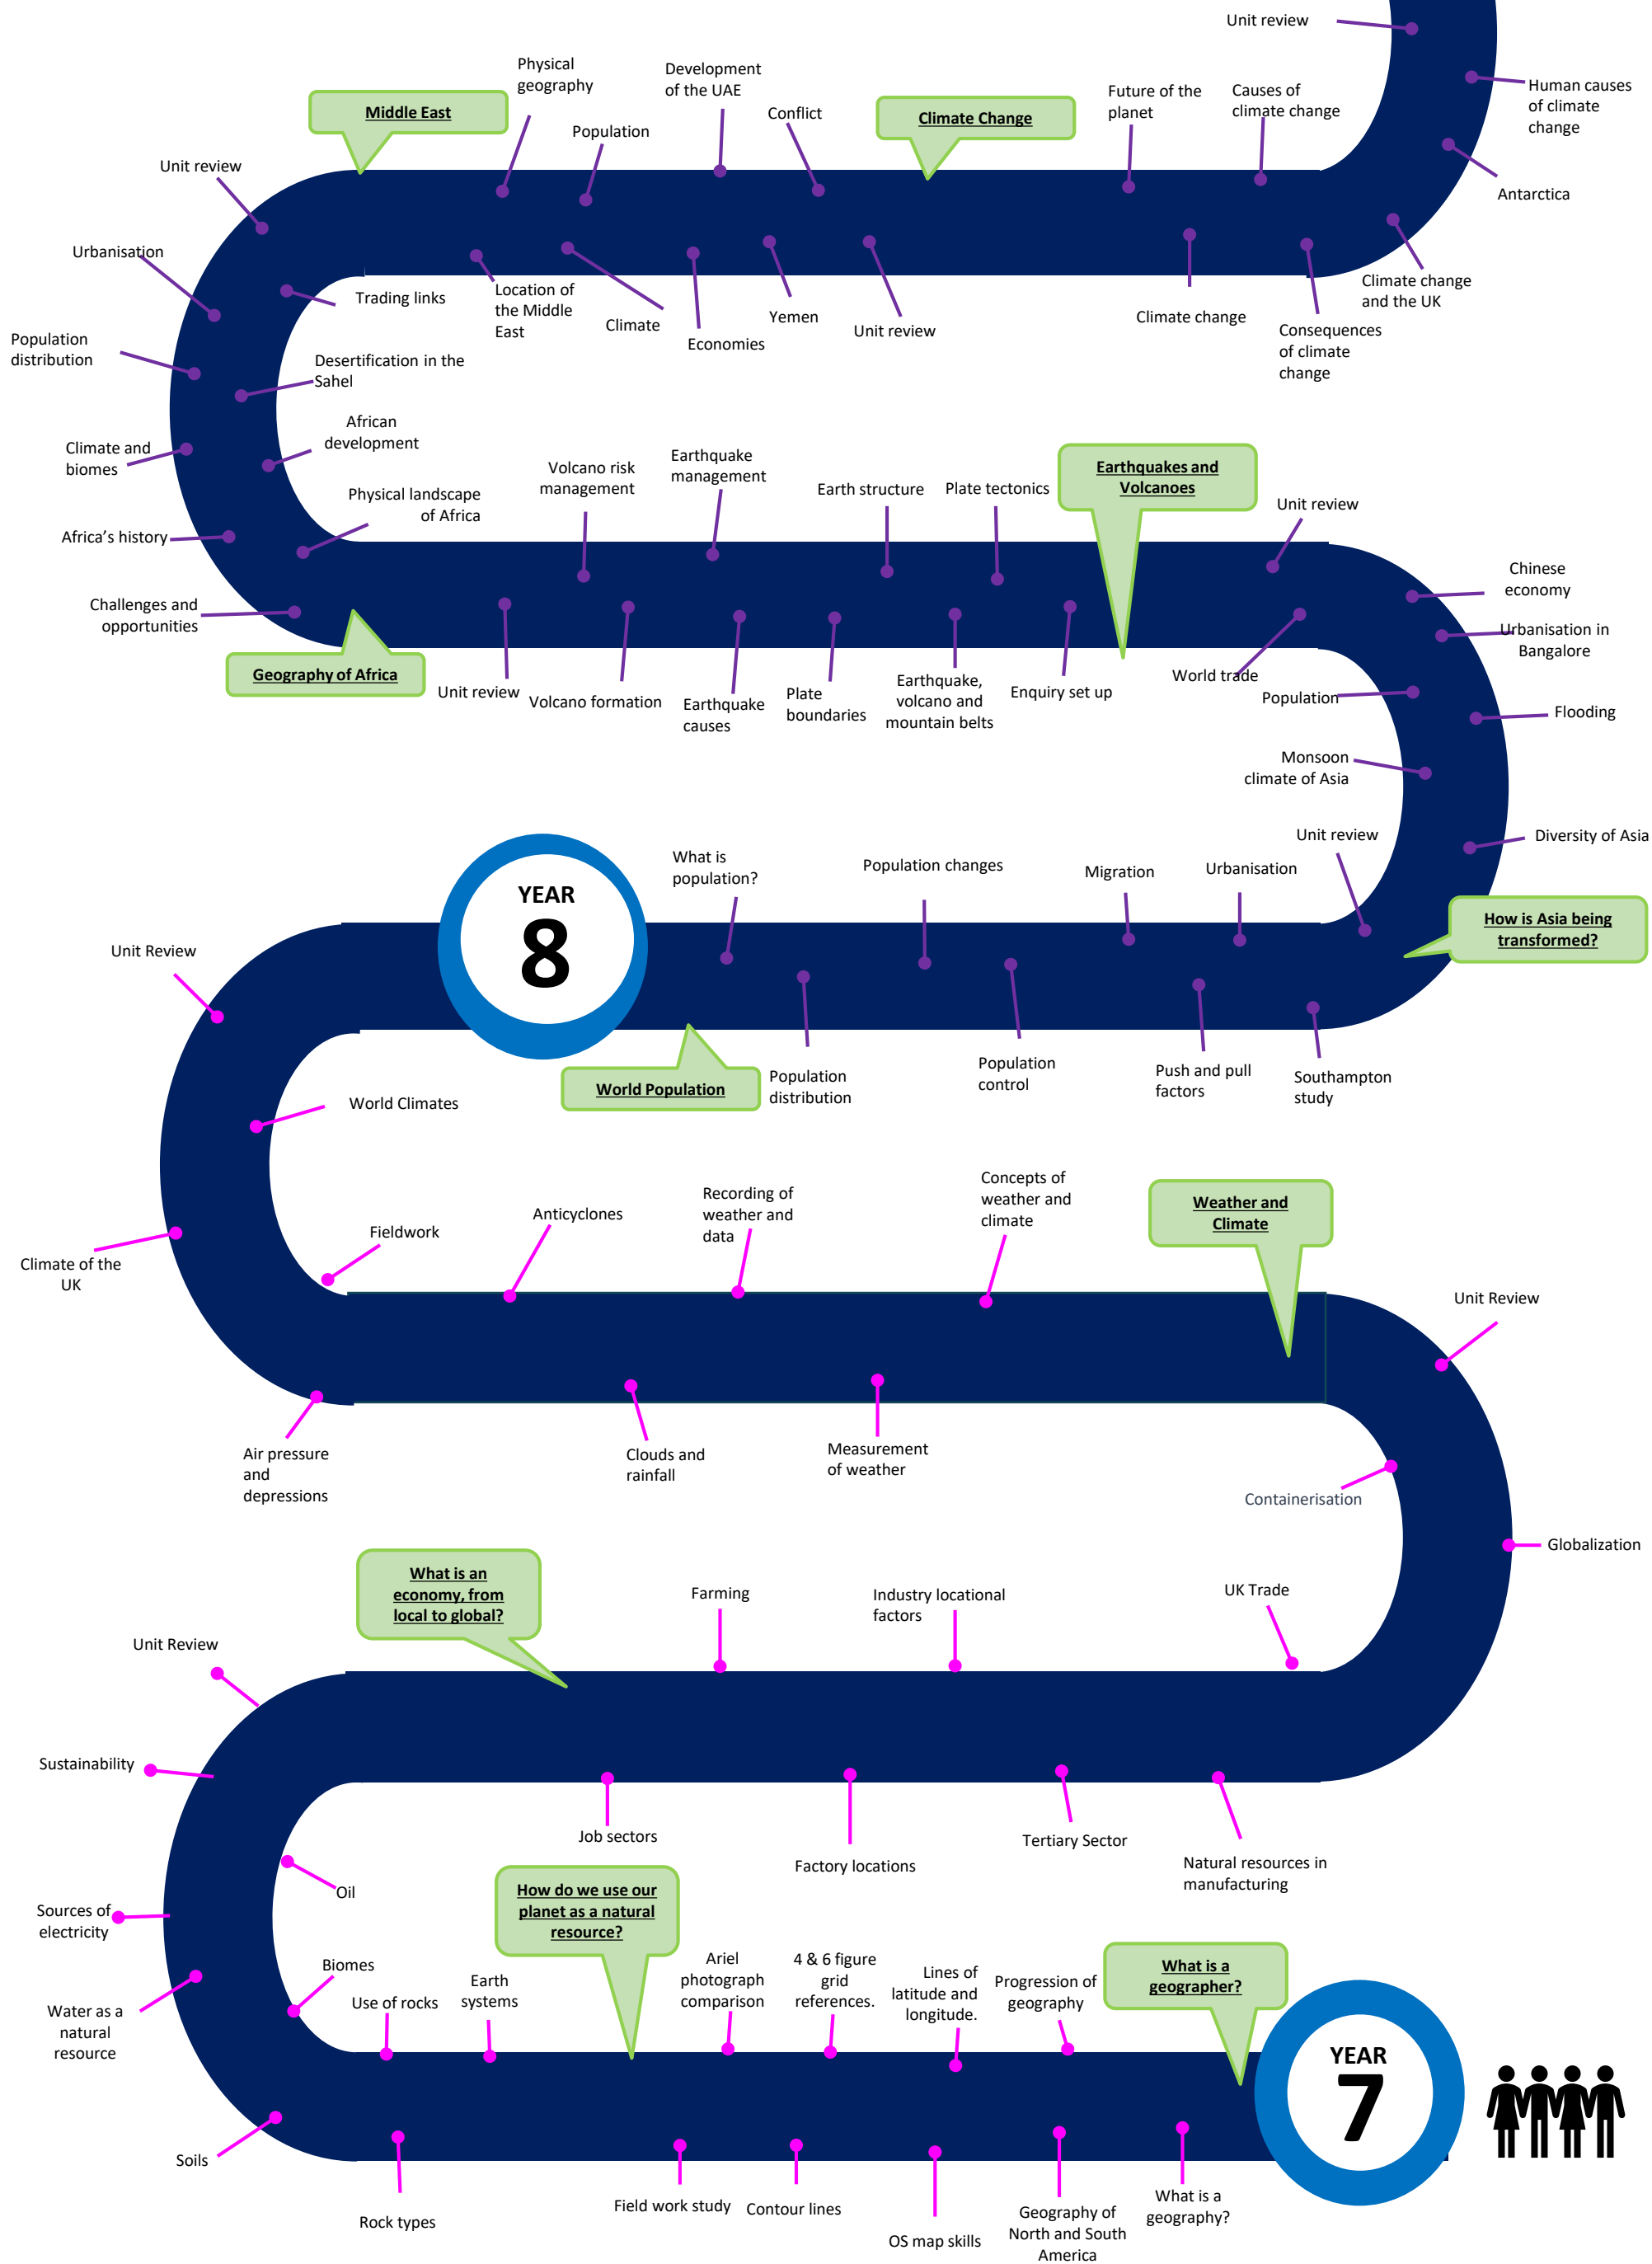 Unit review
Human causes
of climate
change
Antarctica
Climate change
and the UK
Causes of
climate change
Consequences
of climate
change
Future of the
planet
Climate change
Climate Change
Unit review
Conflict
Yemen
Development
of the UAE
Economies
Population
Climate
Physical
geography
Location of
the Middle
East
Middle East
Unit review
Trading links
Urbanisation
Population
distribution
Desertification in the
Sahel
African
development
Climate and
biomes
Physical landscape
of Africa
Africa's history
Challenges and
opportunities
Geography of Africa
Unit review
Volcano risk
management
Volcano formation
Earthquake
management
Earthquake
causes
Plate
boundaries
Earth structure
Earthquake,
volcano and
mountain belts
Plate tectonics
Enquiry set up
Earthquakes and
Volcanoes
Unit review
World trade
Chinese
economy
Urbanisation in
Bangalore
Population
Flooding
Monsoon
climate of Asia
Diversity of Asia
How is Asia being
transformed?
Unit review
Southampton
study
Urbanisation
Push and pull
factors
Migration
Population
control
Population changes
Population
distribution
What is
population?
World Population
YEAR
8
Unit Review
World Climates
Climate of the
UK
Fieldwork
Air pressure
and
depressions
Anticyclones
Clouds and
rainfall
Recording of
weather and
data
Measurement
of weather
Concepts of
weather and
climate
Weather and
Climate
Unit Review
Containerisation
Globalization
UK Trade
Natural resources in
manufacturing
Tertiary Sector
Industry locational
factors
Factory locations
Farming
Job sectors
What is an
economy, from
local to global?
Unit Review
Sustainability
Oil
Sources of
electricity
Water as a
natural
resource
Biomes
Soils
Use of rocks
Rock types
Earth
systems
How do we use our
planet as a natural
resource?
Field work study
Ariel
photograph
comparison
Contour lines
4 & 6 figure
grid
references.
OS map skills
Lines of
latitude and
longitude.
Geography of
North and South
America
Progression of
geography
What is a
geography?
What is a
geographer?
YEAR
7